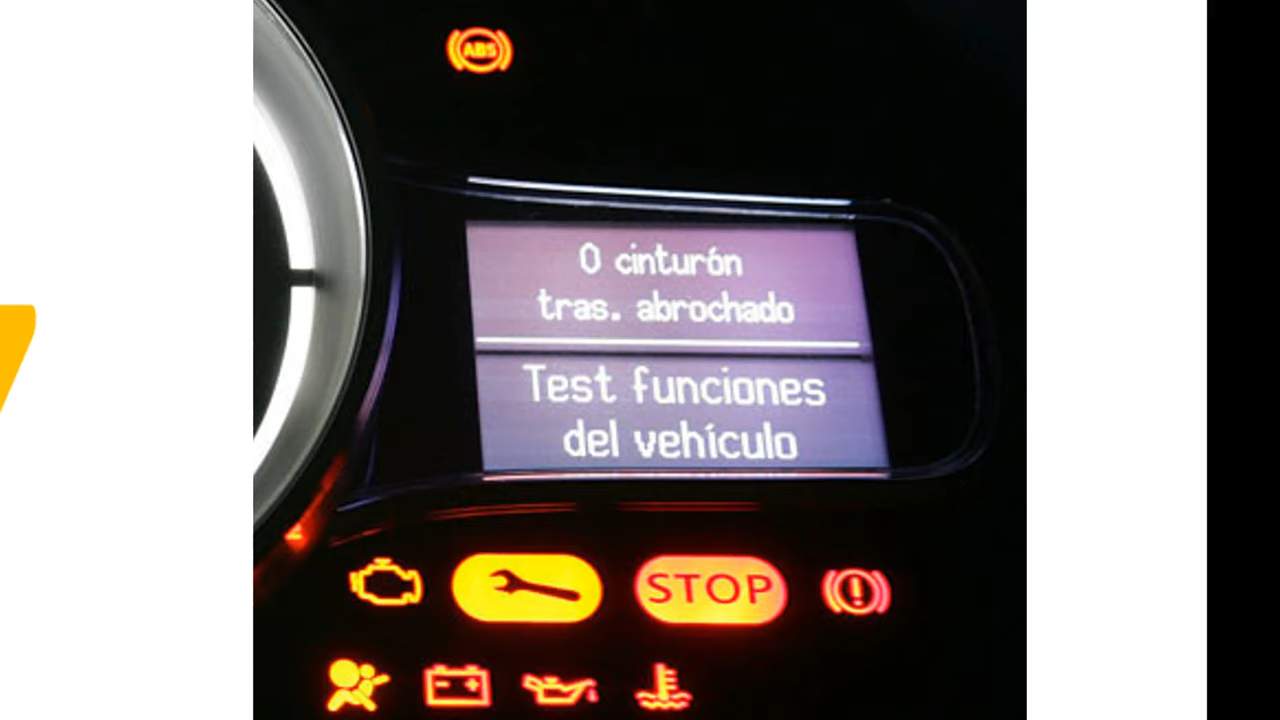 ABS
0 cinturón
tras. abrochado
Test funciones
del vehículo
STOP